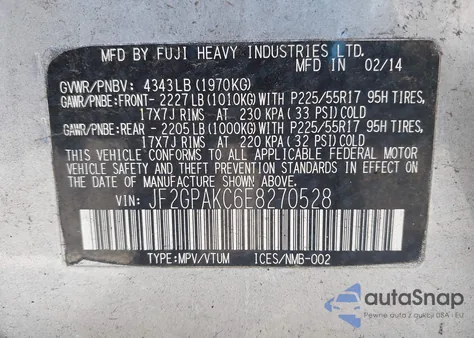 MFD BY FUJI HEAVY INDUSTRIES LTD.
MFD IN 02/14
GVWR/PNBV: 4343LB (1970KG)
GAWR/PNBE: FRONT- 2227LB (1010KG) WITH P225/55R17 95H TIRES,
17X7J RIMS AT 230 KPA (33 PSI) COLD
GAWR/PNBE: REAR - 2205LB (1000KG) WITH P225/55R17 95H TIRES,
17X7J RIMS AT 220 KPA (32 PSI) COLD
THIS VEHICLE CONFORMS TO ALL APPLICABLE FEDERAL MOTOR
VEHICLE SAFETY AND THEFT PREVENTION STANDARDS IN EFFECT
ON THE DATE OF MANUFACTURE SHOWN ABOVE.
VIN: JF2GPAKC6E8270528
TYPE:MPV/VTUM ICES/NMB-002
autoSnap
Autopurchaser USA - EU